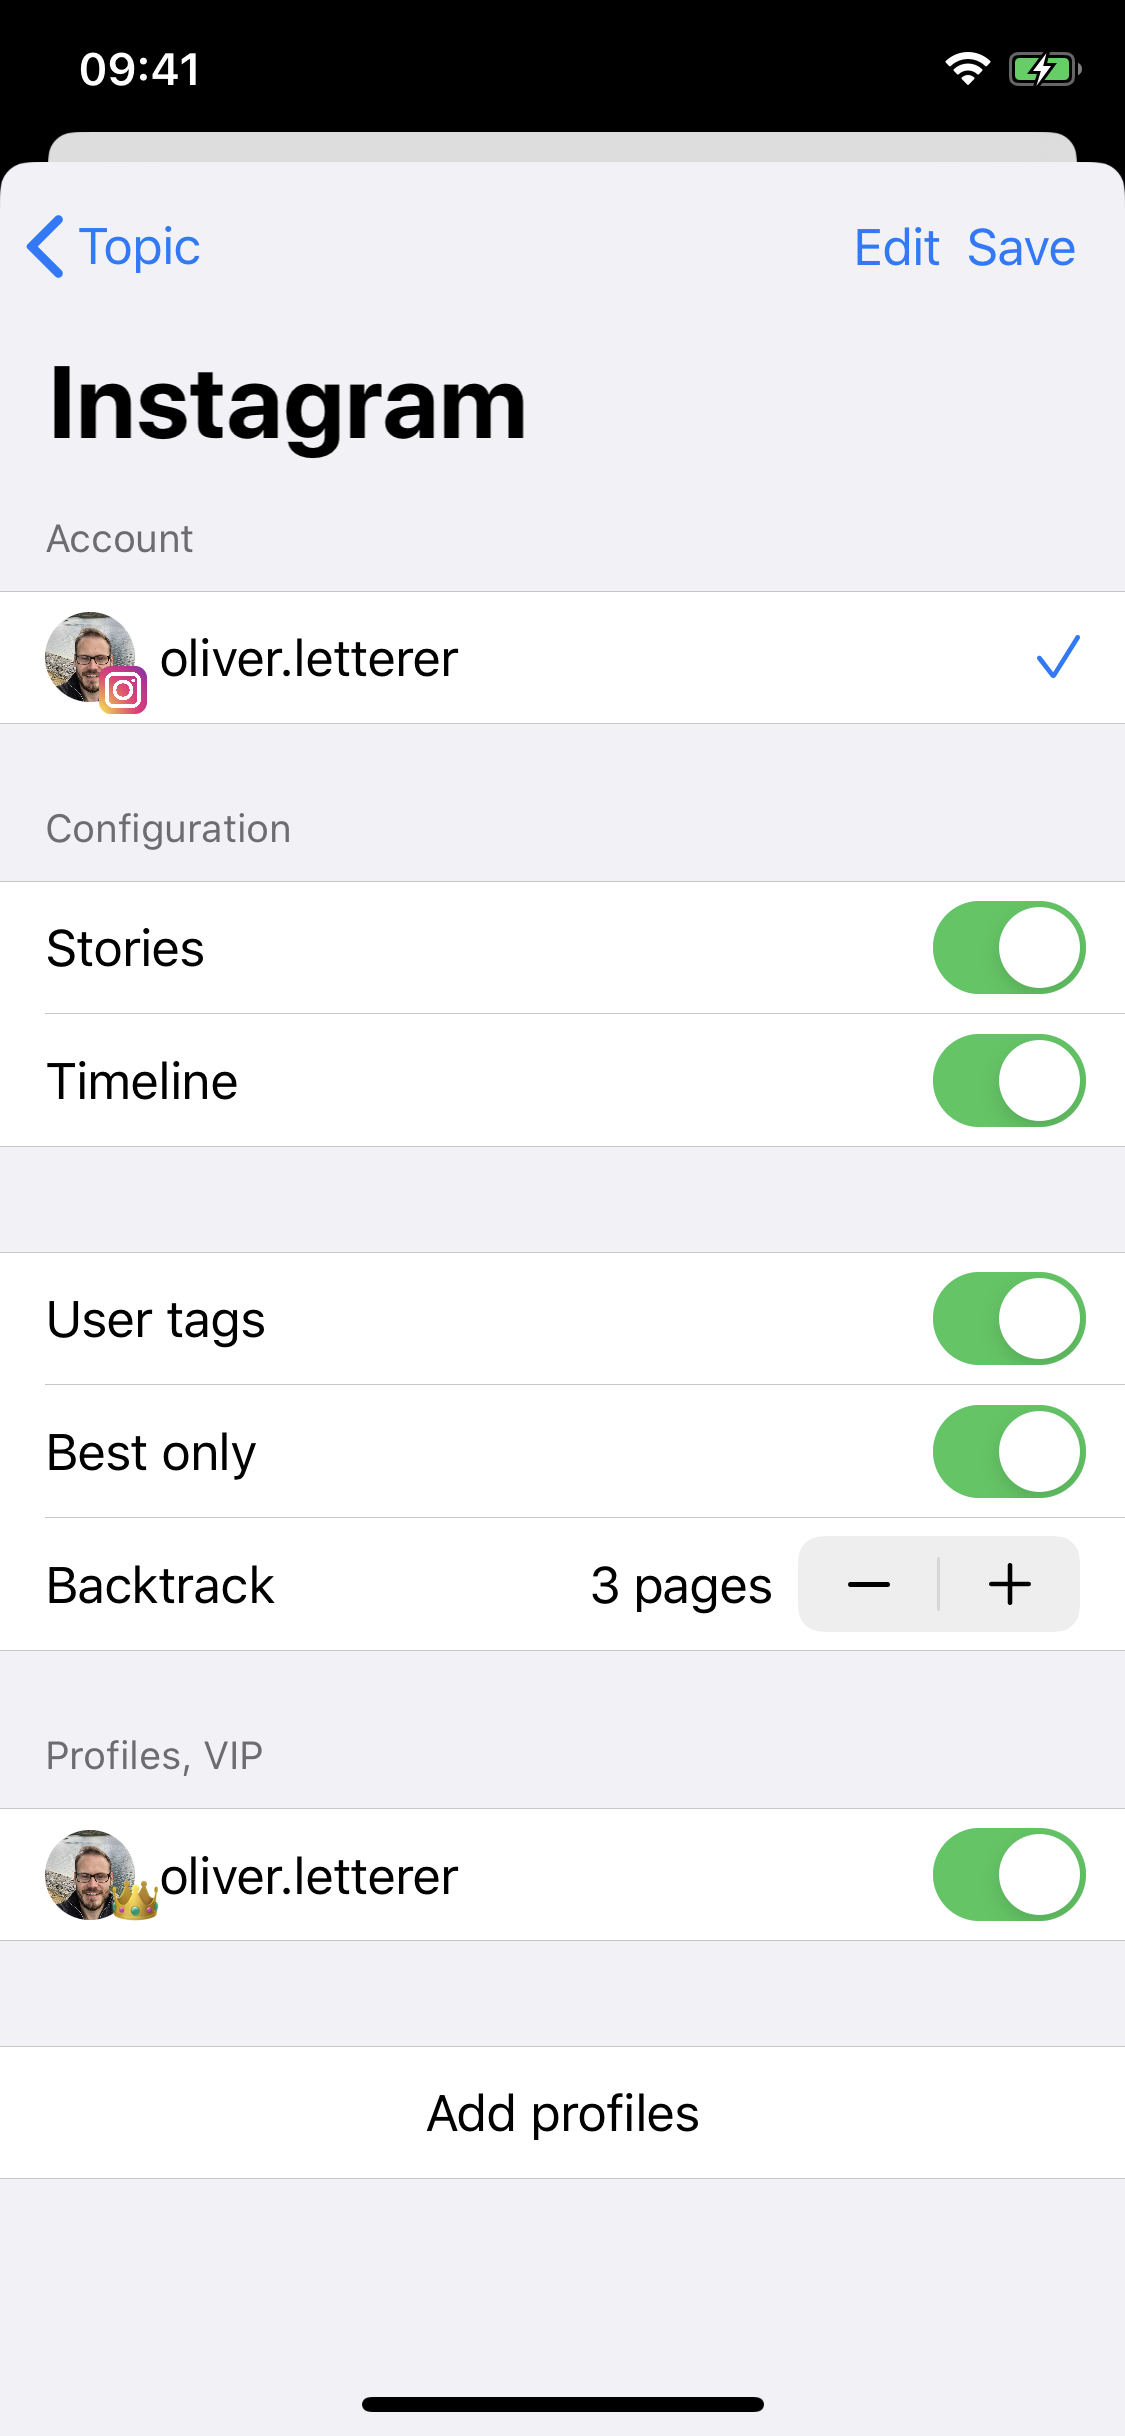 09:41
Topic Edit Save
Instagram
Account
oliver.letterer
Configuration
Stories
Timeline
User tags
Best only
Backtrack 3 pages
Profiles, VIP
oliver.letterer
Add profiles